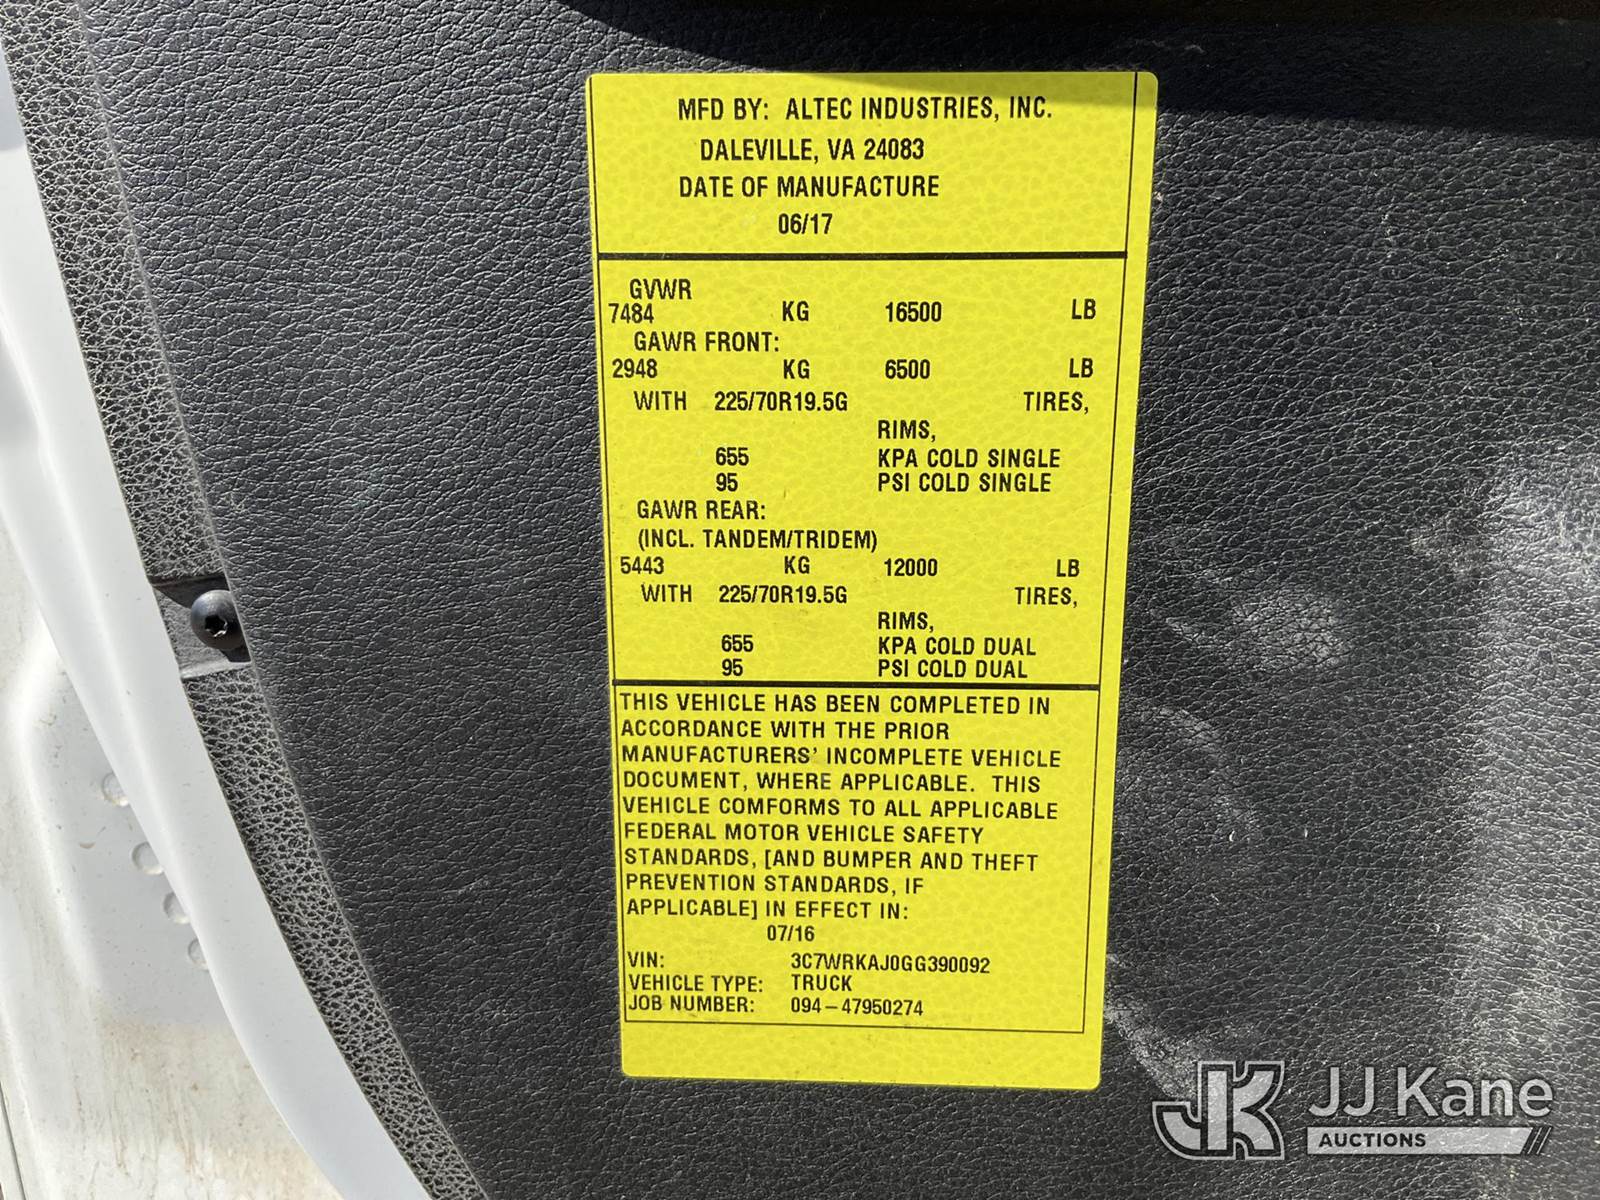 MFD BY: ALTEC INDUSTRIES, INC.
DALEVILLE, VA 24083
DATE OF MANUFACTURE
06/17
GVWR
7484 KG 16500 LB
GAWR FRONT:
2948 KG 6500 LB
WITH 225/70R19.5G TIRES,
RIMS,
655 KPA COLD SINGLE
95 PSI COLD SINGLE
GAWR REAR:
(INCL. TANDEM/TRIDEM)
5443 KG 12000 LB
WITH 225/70R19.5G TIRES,
RIMS,
655 KPA COLD DUAL
95 PSI COLD DUAL
THIS VEHICLE HAS BEEN COMPLETED IN
ACCORDANCE WITH THE PRIOR
MANUFACTURERS' INCOMPLETE VEHICLE
DOCUMENT, WHERE APPLICABLE. THIS
VEHICLE COMFORMS TO ALL APPLICABLE
FEDERAL MOTOR VEHICLE SAFETY
STANDARDS, [AND BUMPER AND THEFT
PREVENTION STANDARDS, IF
APPLICABLE] IN EFFECT IN:
07/16
VIN: 3C7WRKAJ0GG390092
VEHICLE TYPE: TRUCK
JOB NUMBER: 094-47950274
JK JJ Kane
AUCTIONS